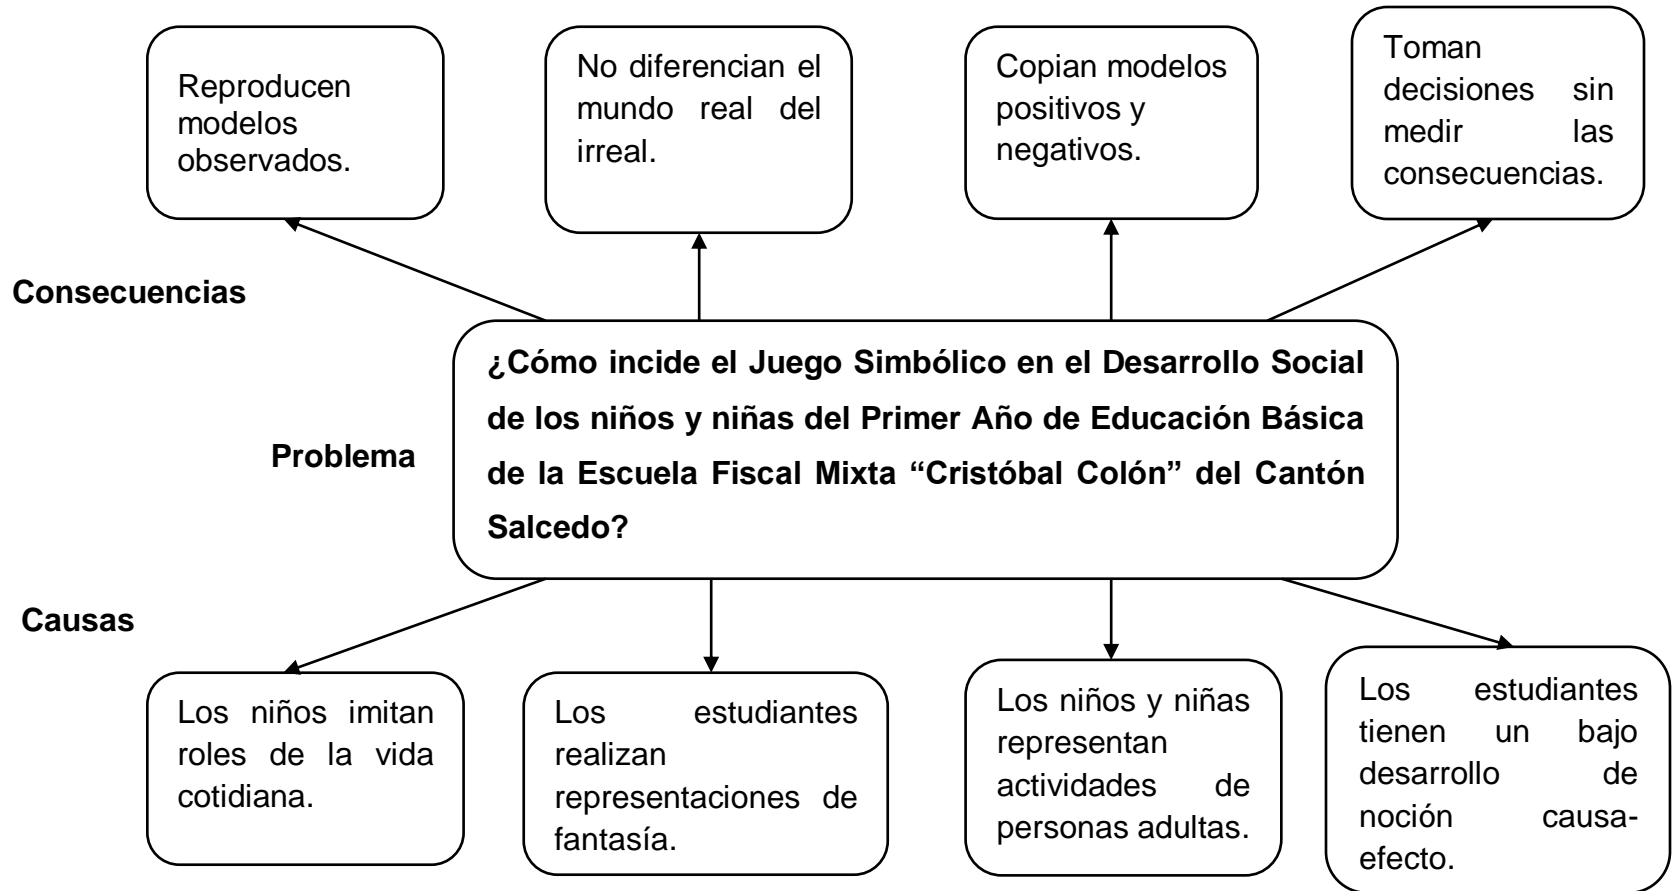 Reproducen
modelos
observados.
No diferencian el
mundo real del
irreal.
Copian modelos
positivos y
negativos.
Toman
decisiones sin
medir las
consecuencias.
Consecuencias
¿Cómo incide el Juego Simbólico en el Desarrollo Social
de los niños y niñas del Primer Año de Educación Básica
de la Escuela Fiscal Mixta “Cristóbal Colón” del Cantón
Salcedo?
Problema
Causas
Los niños imitan
roles de la vida
cotidiana.
Los estudiantes
realizan
representaciones de
fantasía.
Los niños y niñas
representan
actividades de
personas adultas.
Los estudiantes
tienen un bajo
desarrollo de
noción causa-
efecto.